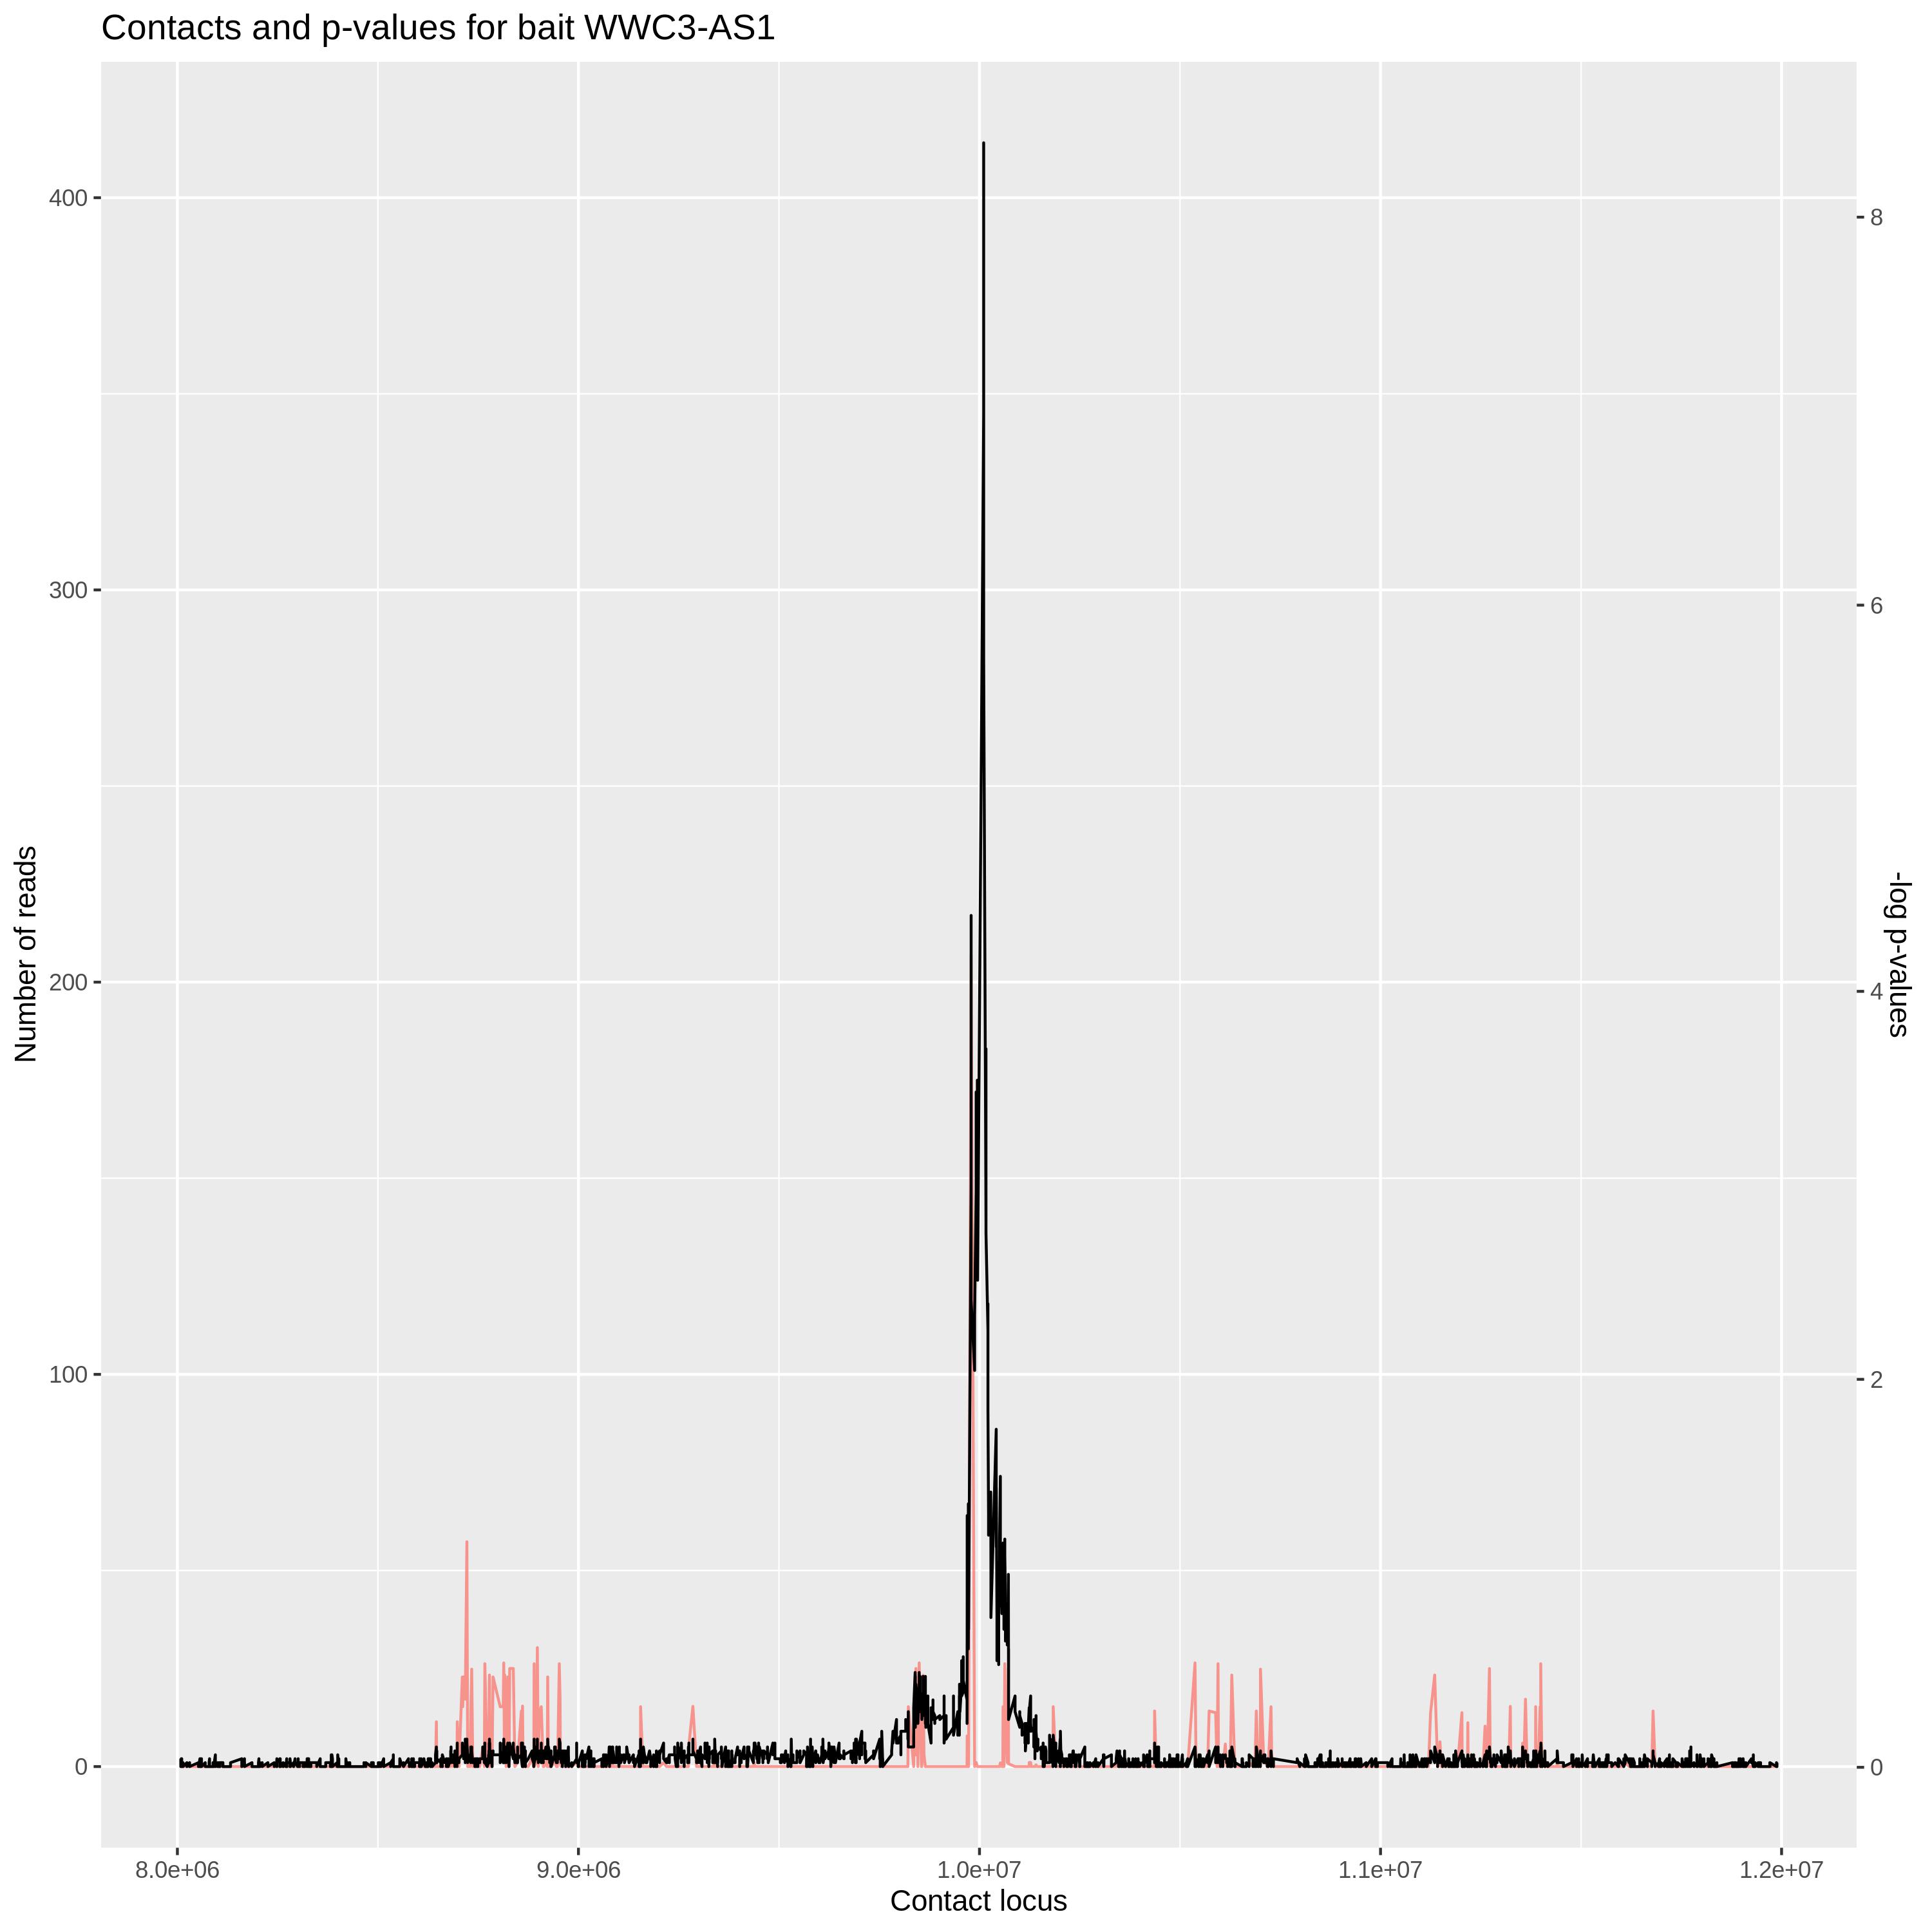 Contacts and p-values for bait WWC3-AS1
400
300
200
100
0
8
6
4
2
0
Number of reads
-log p-values
8.0e+06
9.0e+06
1.0e+07
1.1e+07
1.2e+07
Contact locus